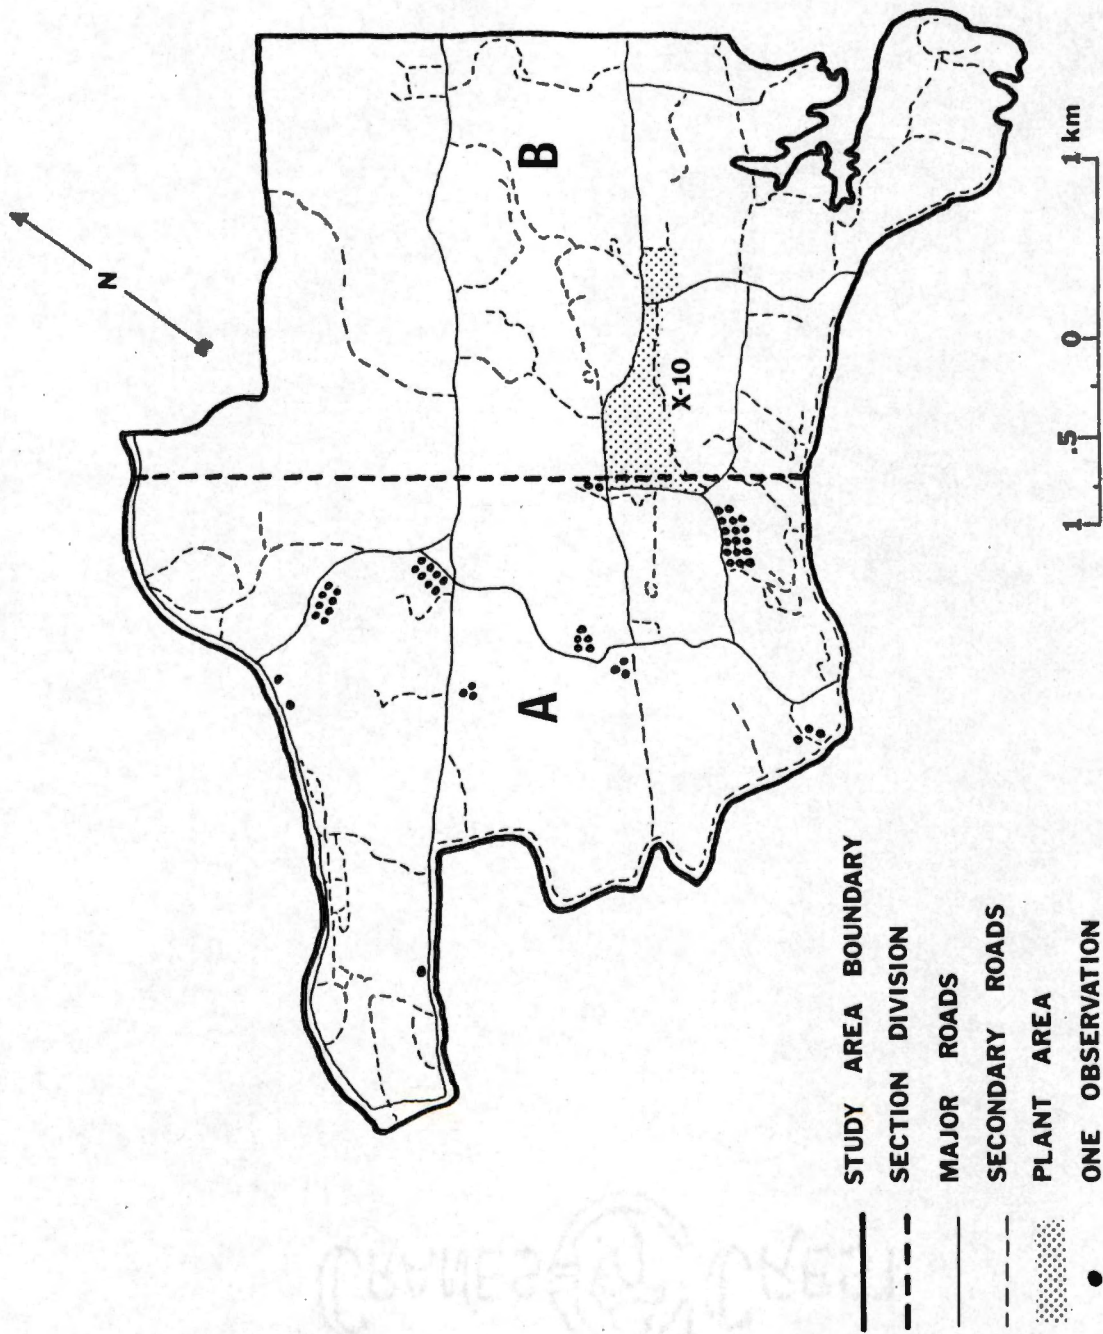 N
B
A
X-10
1 .5 0 1 km
STUDY AREA BOUNDARY
SECTION DIVISION
MAJOR ROADS
SECONDARY ROADS
PLANT AREA
ONE OBSERVATION